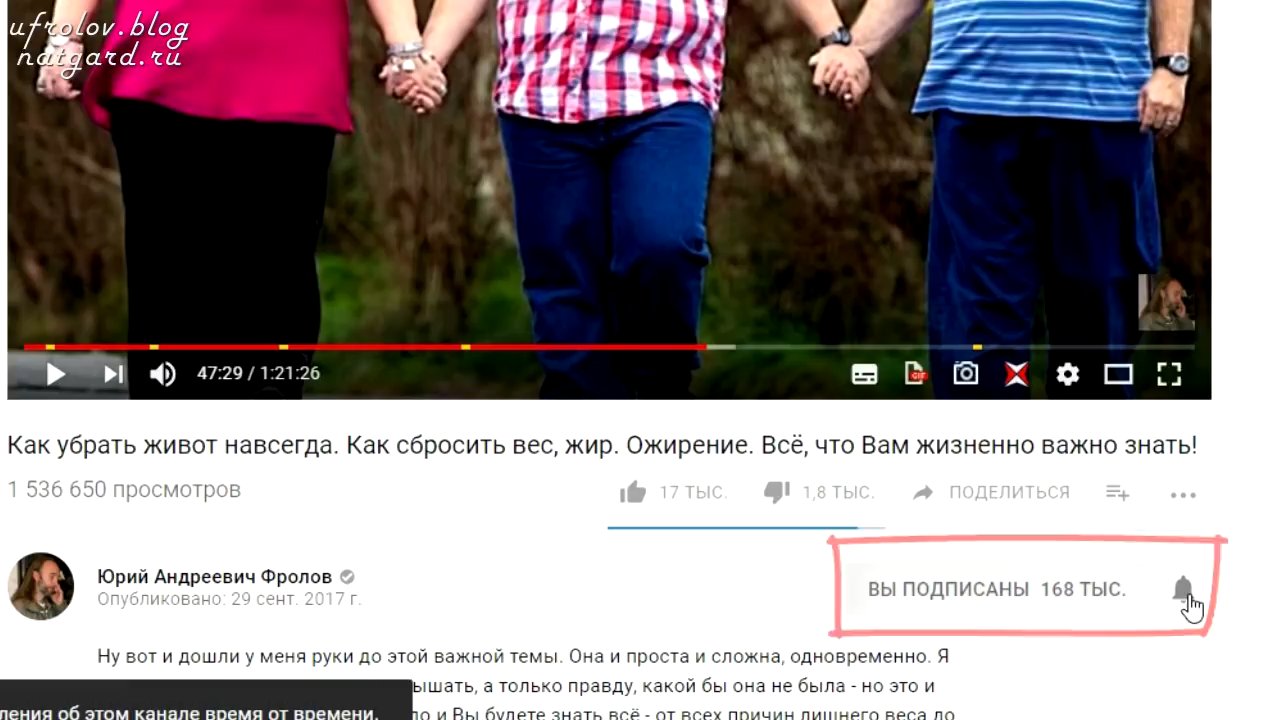 ufrolov.blog
natgard.ru
GIF
47:29 / 1:21:26
Как убрать живот навсегда. Как сбросить вес, жир. Ожирение. Всё, что Вам жизненно важно знать!
1 536 650 просмотров
17 ТЫС.
1,8 ТЫС.
ПОДЕЛИТЬСЯ
Юрий Андреевич Фролов
ВЫ ПОДПИСАНЫ 168 ТЫС.
Опубликовано: 29 сент. 2017 г.
Ну вот и дошли у меня руки до этой важной темы. Она и проста и сложна, одновременно. Я
а только правду, какой бы она не была - но это и
об этом канале время от времени.
и Вы будете знать всё - от всех причин лишнего веса до